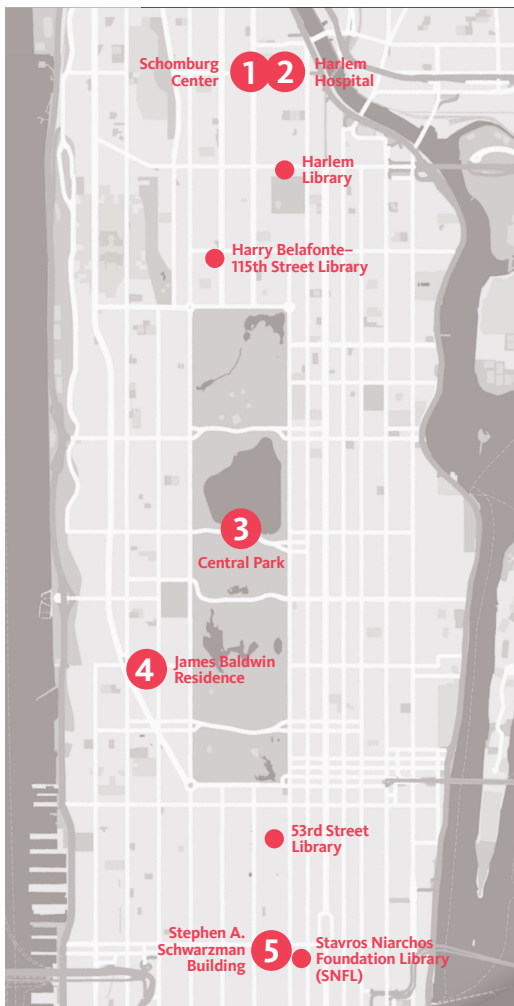 Schomburg
Center
1
2
Harlem
Hospital
Harlem
Library
Harry Belafonte–
115th Street Library
3
Central Park
4
James Baldwin
Residence
53rd Street
Library
Stephen A.
Schwarzman
Building
5
Stavros Niarchos
Foundation Library
(SNFL)